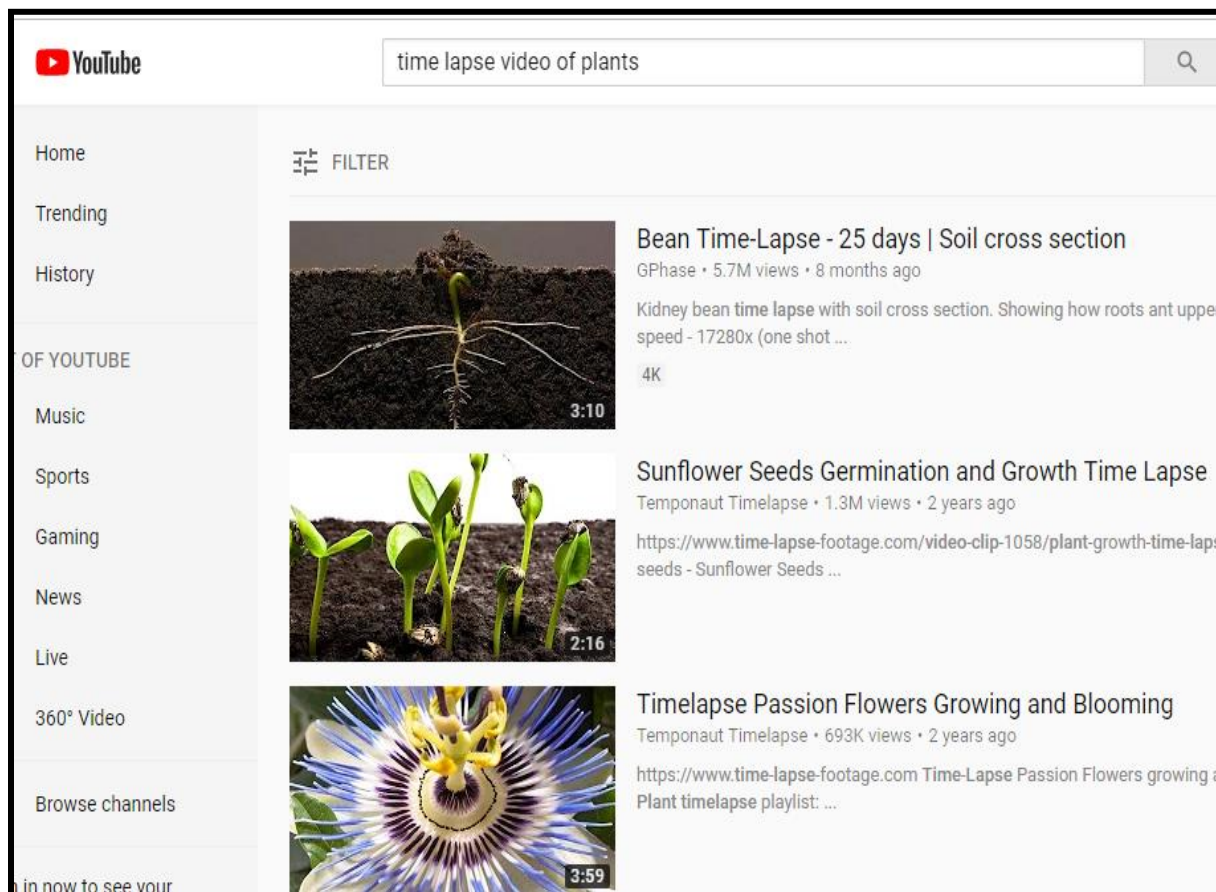 YouTube
time lapse video of plants
Home
Trending
History
OF YOUTUBE
Music
Sports
Gaming
News
Live
360° Video
Browse channels
in now to see your
FILTER
3:10
Bean Time-Lapse - 25 days | Soil cross section
GPhase • 5.7M views • 8 months ago
Kidney bean time lapse with soil cross section. Showing how roots ant upper
speed - 17280x (one shot ...
4K
2:16
Sunflower Seeds Germination and Growth Time Lapse
Temponaut Timelapse • 1.3M views • 2 years ago
https://www.time-lapse-footage.com/video-clip-1058/plant-growth-time-laps
seeds - Sunflower Seeds ...
3:59
Timelapse Passion Flowers Growing and Blooming
Temponaut Timelapse • 693K views • 2 years ago
https://www.time-lapse-footage.com Time-Lapse Passion Flowers growing a
Plant timelapse playlist: ...